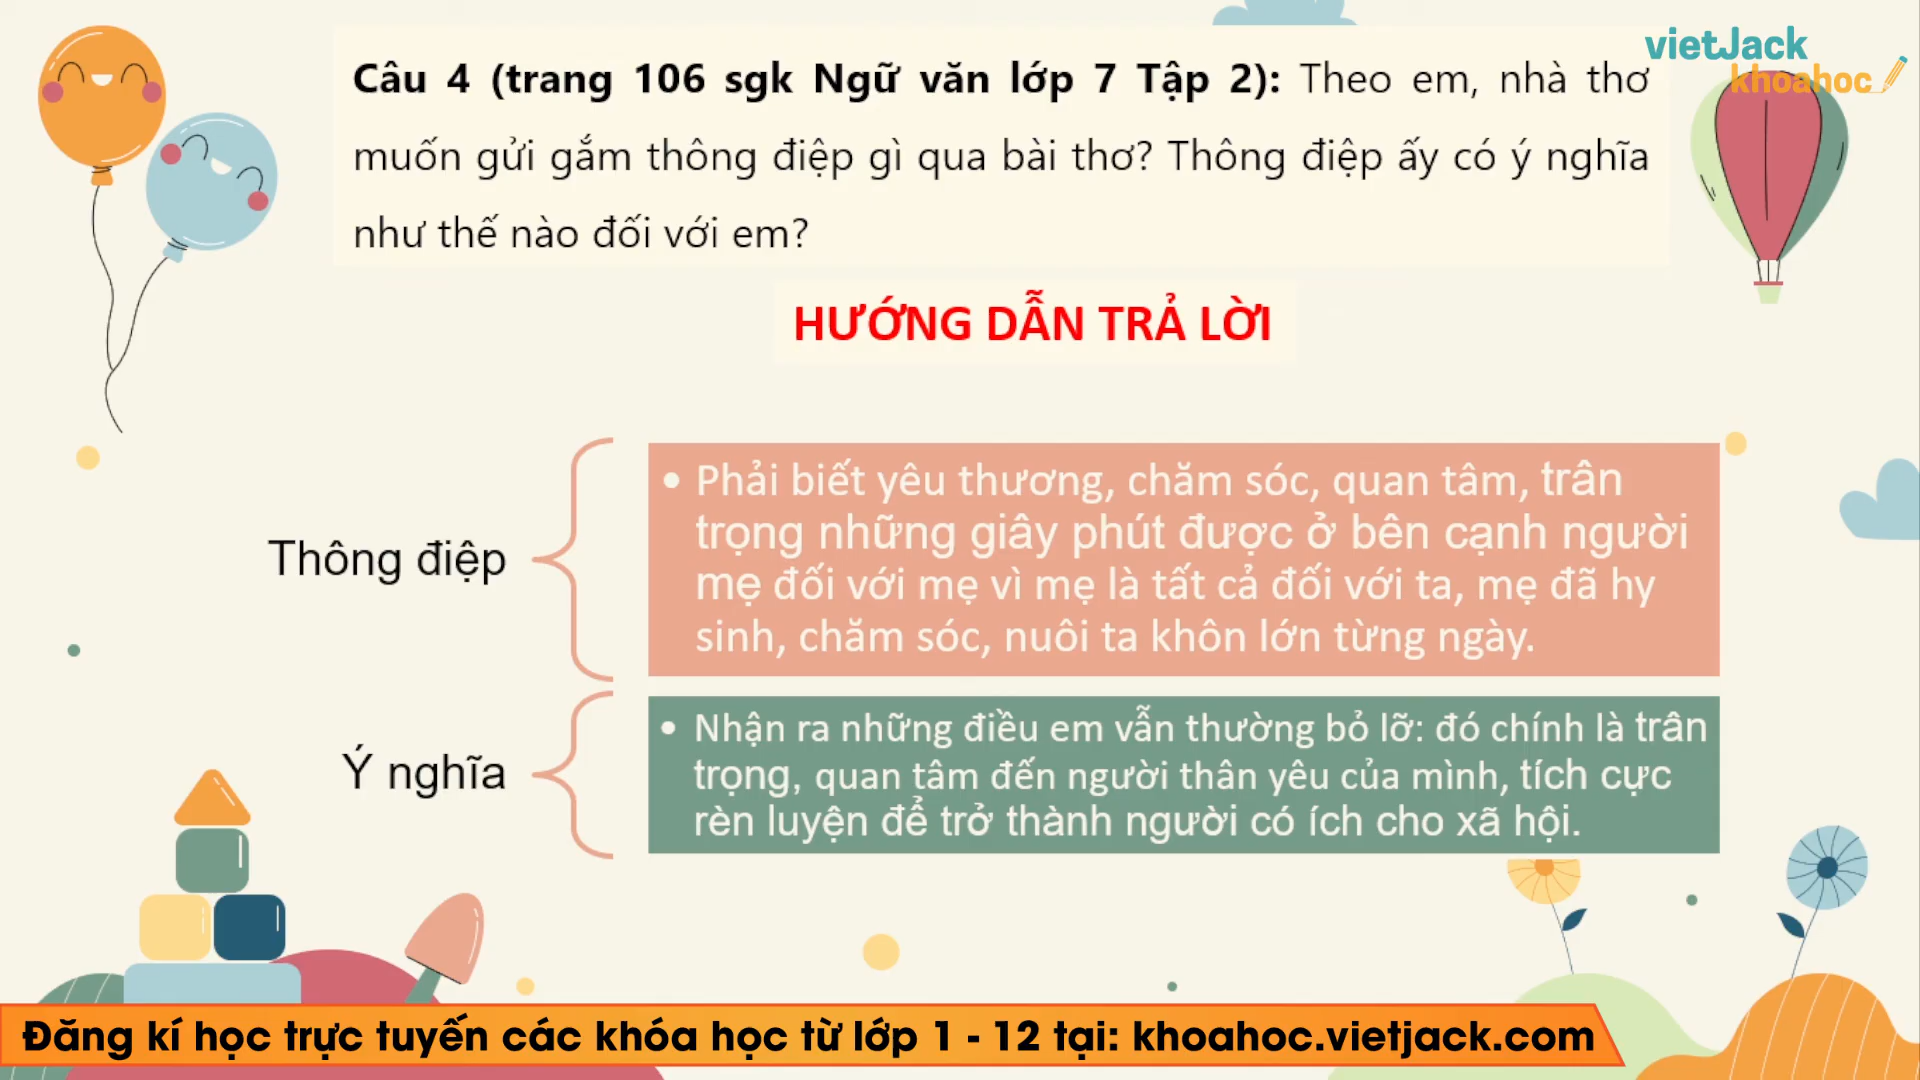 vietJack
khoahoc
Câu 4 (trang 106 sgk Ngữ văn lớp 7 Tập 2): Theo em, nhà thơ
muốn gửi gắm thông điệp gì qua bài thơ? Thông điệp ấy có ý nghĩa
như thế nào đối với em?
HƯỚNG DẪN TRẢ LỜI
Thông điệp
• Phải biết yêu thương, chăm sóc, quan tâm, trân
trọng những giây phút được ở bên cạnh người
mẹ đối với mẹ vì mẹ là tất cả đối với ta, mẹ đã hy
sinh, chăm sóc, nuôi ta khôn lớn từng ngày.
Ý nghĩa
• Nhận ra những điều em vẫn thường bỏ lỡ: đó chính là trân
trọng, quan tâm đến người thân yêu của mình, tích cực
rèn luyện để trở thành người có ích cho xã hội.
Đăng kí học trực tuyến các khóa học từ lớp 1 - 12 tại: khoahoc.vietjack.com